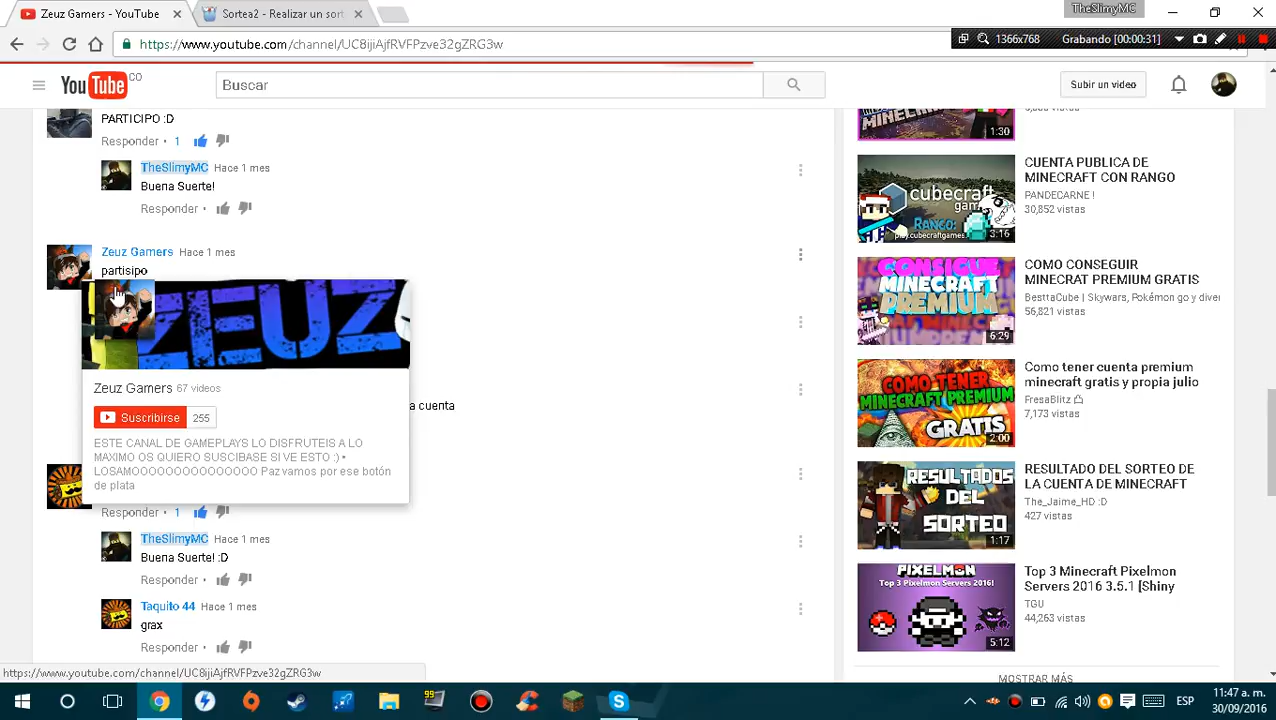 Zeuz Gamers - YouTube
Sortea2 - Realizar un sort
TheSlimyMC
https://www.youtube.com/channel/UC8ijiAjfRVFPzve32gZRG3w
1366x768
Grabando [00:00:31]
YouTube CO
Buscar
Subir un video
PARTICIPO :D
Responder · 1
TheSlimyMC Hace 1 mes
Buena Suerte!
Responder ·
Zeuz Gamers Hace 1 mes
partisipo
ZEUZ
Zeuz Gamers 67 videos
Suscribirse 255
a cuenta
ESTE CANAL DE GAMEPLAYS LO DISFRUTEIS A LO
MAXIMO OS QUIERO SUSCIBASE SI VE ESTO :) •
LOSAMOOOOOOOOOOOOOOO Paz vamos por ese botón
de plata
Responder · 1
TheSlimyMC Hace 1 mes
Buena Suerte! :D
Responder ·
Taquito 44 Hace 1 mes
grax
Responder ·
MINECRAFT
1:30
cubecraft
games
RANGO:
play.cubecraftgames
3:16
CUENTA PUBLICA DE
MINECRAFT CON RANGO
PANDECARNE !
30,852 vistas
CONSIGUE
MINECRAFT
PREMIUM
6:29
COMO CONSEGUIR
MINECRAT PREMIUM GRATIS
BesttaCube | Skywars, Pokémon go y diver
56,821 vistas
COMO TENER
MINECRAFT PREMIUM
GRATIS
2:00
Como tener cuenta premium
minecraft gratis y propia julio
FresaBlitz
7,173 vistas
RESULTADOS
DEL
SORTEO
1:17
RESULTADO DEL SORTEO DE
LA CUENTA DE MINECRAFT
The_Jaime_HD :D
427 vistas
PIXELMON
Top 3 Pixelmon Servers 2016!
5:12
Top 3 Minecraft Pixelmon
Servers 2016 3.5.1 [Shiny
TGU
44,263 vistas
MOSTRAR MÁS
https://www.youtube.com/channel/UC8ijiAjfRVFPzve32gZRG3w
99
ESP
11:47 a. m.
30/09/2016